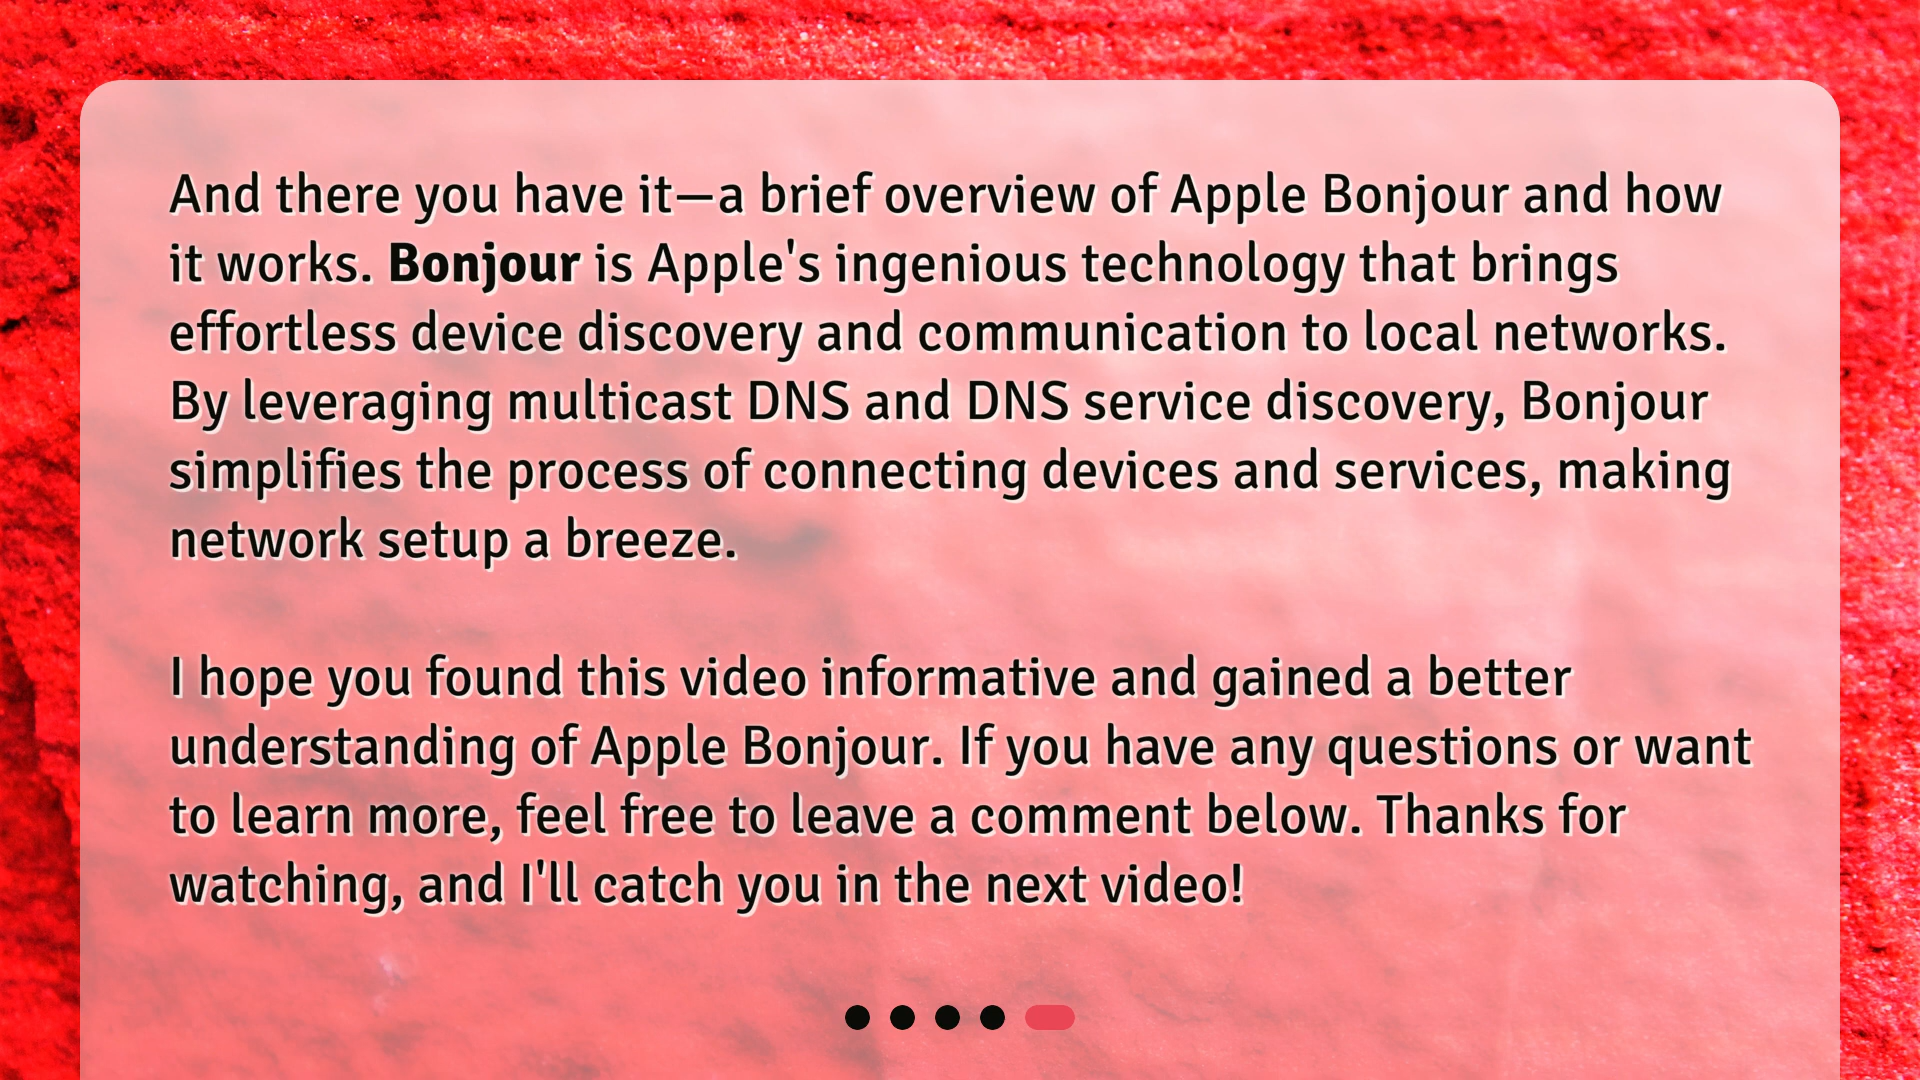 And there you have it—a brief overview of Apple Bonjour and how
it works. Bonjour is Apple's ingenious technology that brings
effortless device discovery and communication to local networks.
By leveraging multicast DNS and DNS service discovery, Bonjour
simplifies the process of connecting devices and services, making
network setup a breeze.
I hope you found this video informative and gained a better
understanding of Apple Bonjour. If you have any questions or want
to learn more, feel free to leave a comment below. Thanks for
watching, and I'll catch you in the next video!